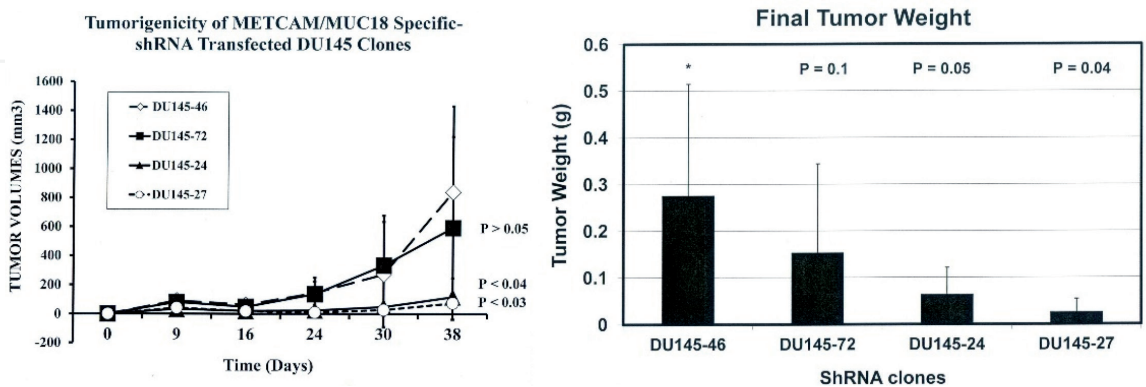 Tumorigenicity of METCAM/MUC18 Specific-
shRNA Transfected DU145 Clones
TUMOR VOLUMES (mm3)
1600
1400
1200
1000
800
600
400
200
0
-200
DU145-46
DU145-72
DU145-24
DU145-27
P > 0.05
P < 0.04
P < 0.03
0 9 16 24 30 38
Time (Days)
Final Tumor Weight
Tumor Weight (g)
0.6
0.5
0.4
0.3
0.2
0.1
0
* P = 0.1 P = 0.05 P = 0.04
DU145-46 DU145-72 DU145-24 DU145-27
ShRNA clones